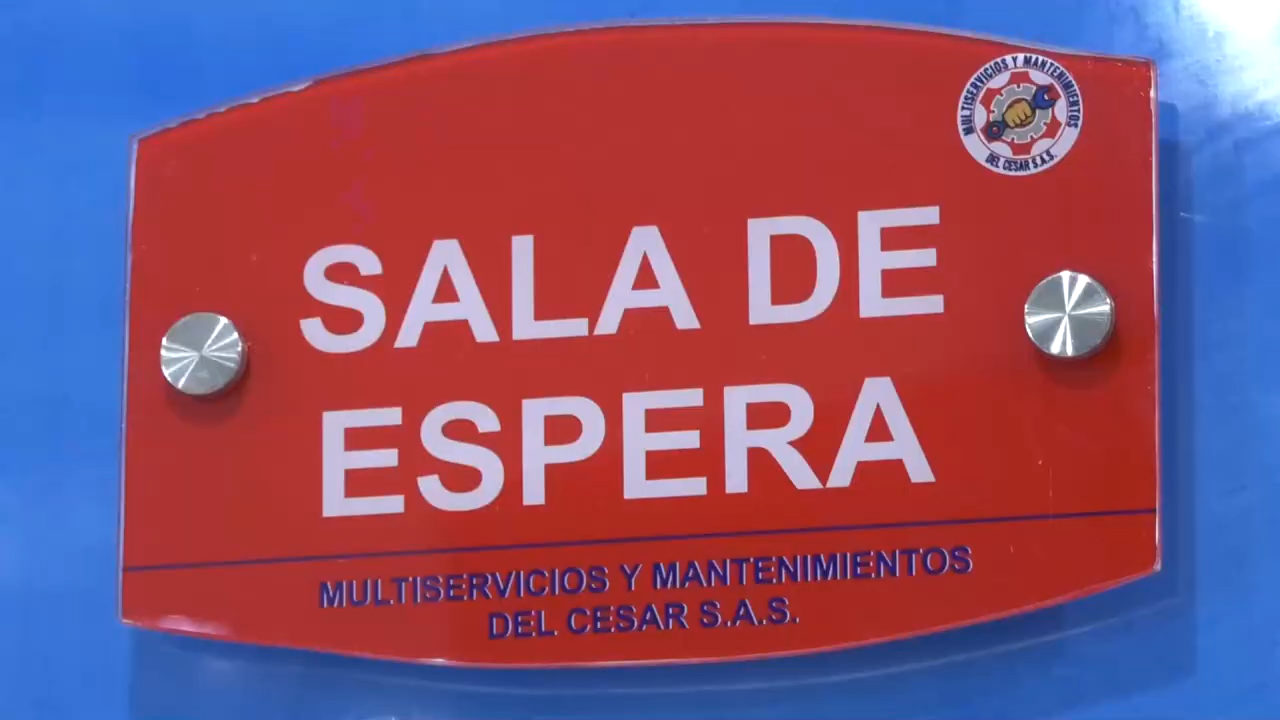 MULTISERVICIOS Y MANTENIMIENTOS
DEL CESAR S.A.S.
SALA DE
ESPERA
MULTISERVICIOS Y MANTENIMIENTOS
DEL CESAR S.A.S.